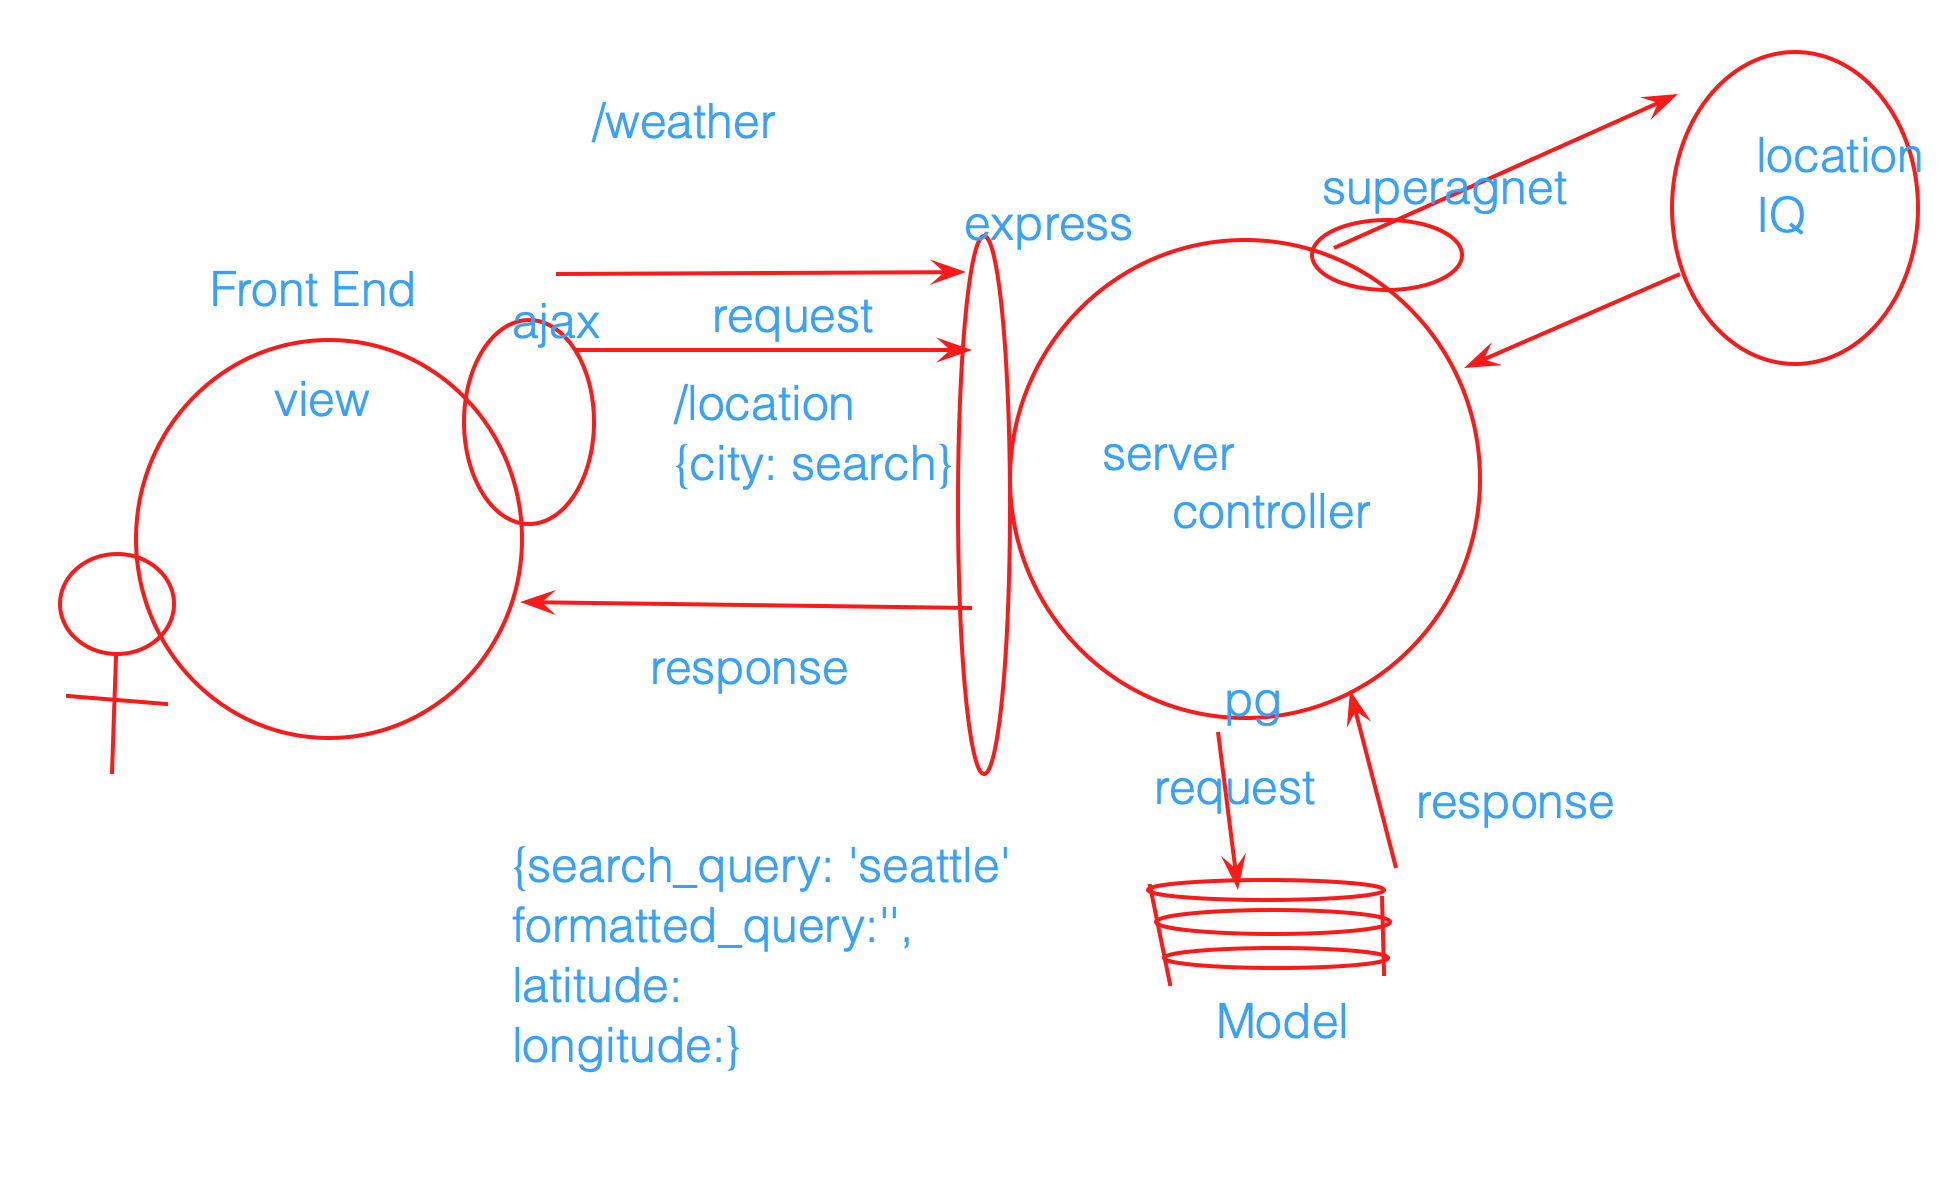 /weather
location
IQ
superagnet
express
Front End
ajax
request
view
/location
{city: search}
server
controller
response
pg
request
response
{search_query: 'seattle'
formatted_query:'',
latitude:
longitude:}
Model